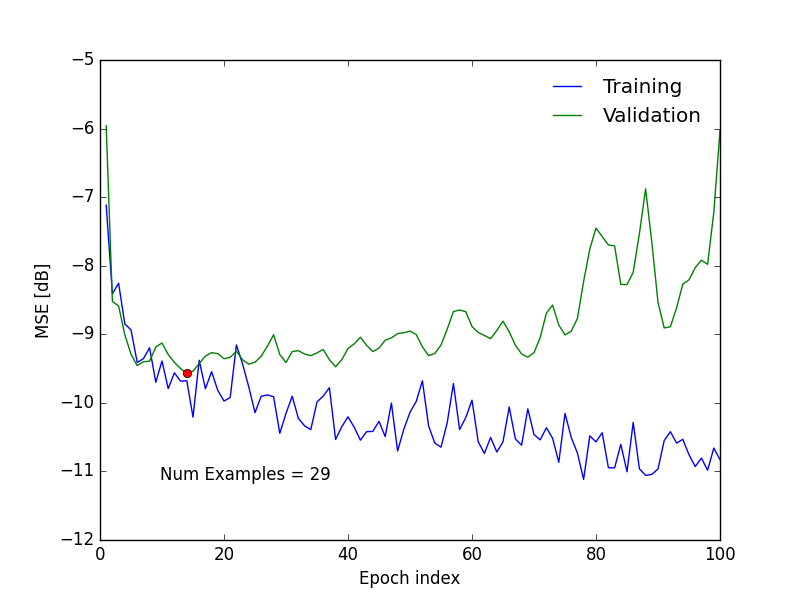 −5
−6
−7
−8
−9
−10
−11
−12
MSE [dB]
Training
Validation
Num Examples = 29
0 20 40 60 80 100
Epoch index